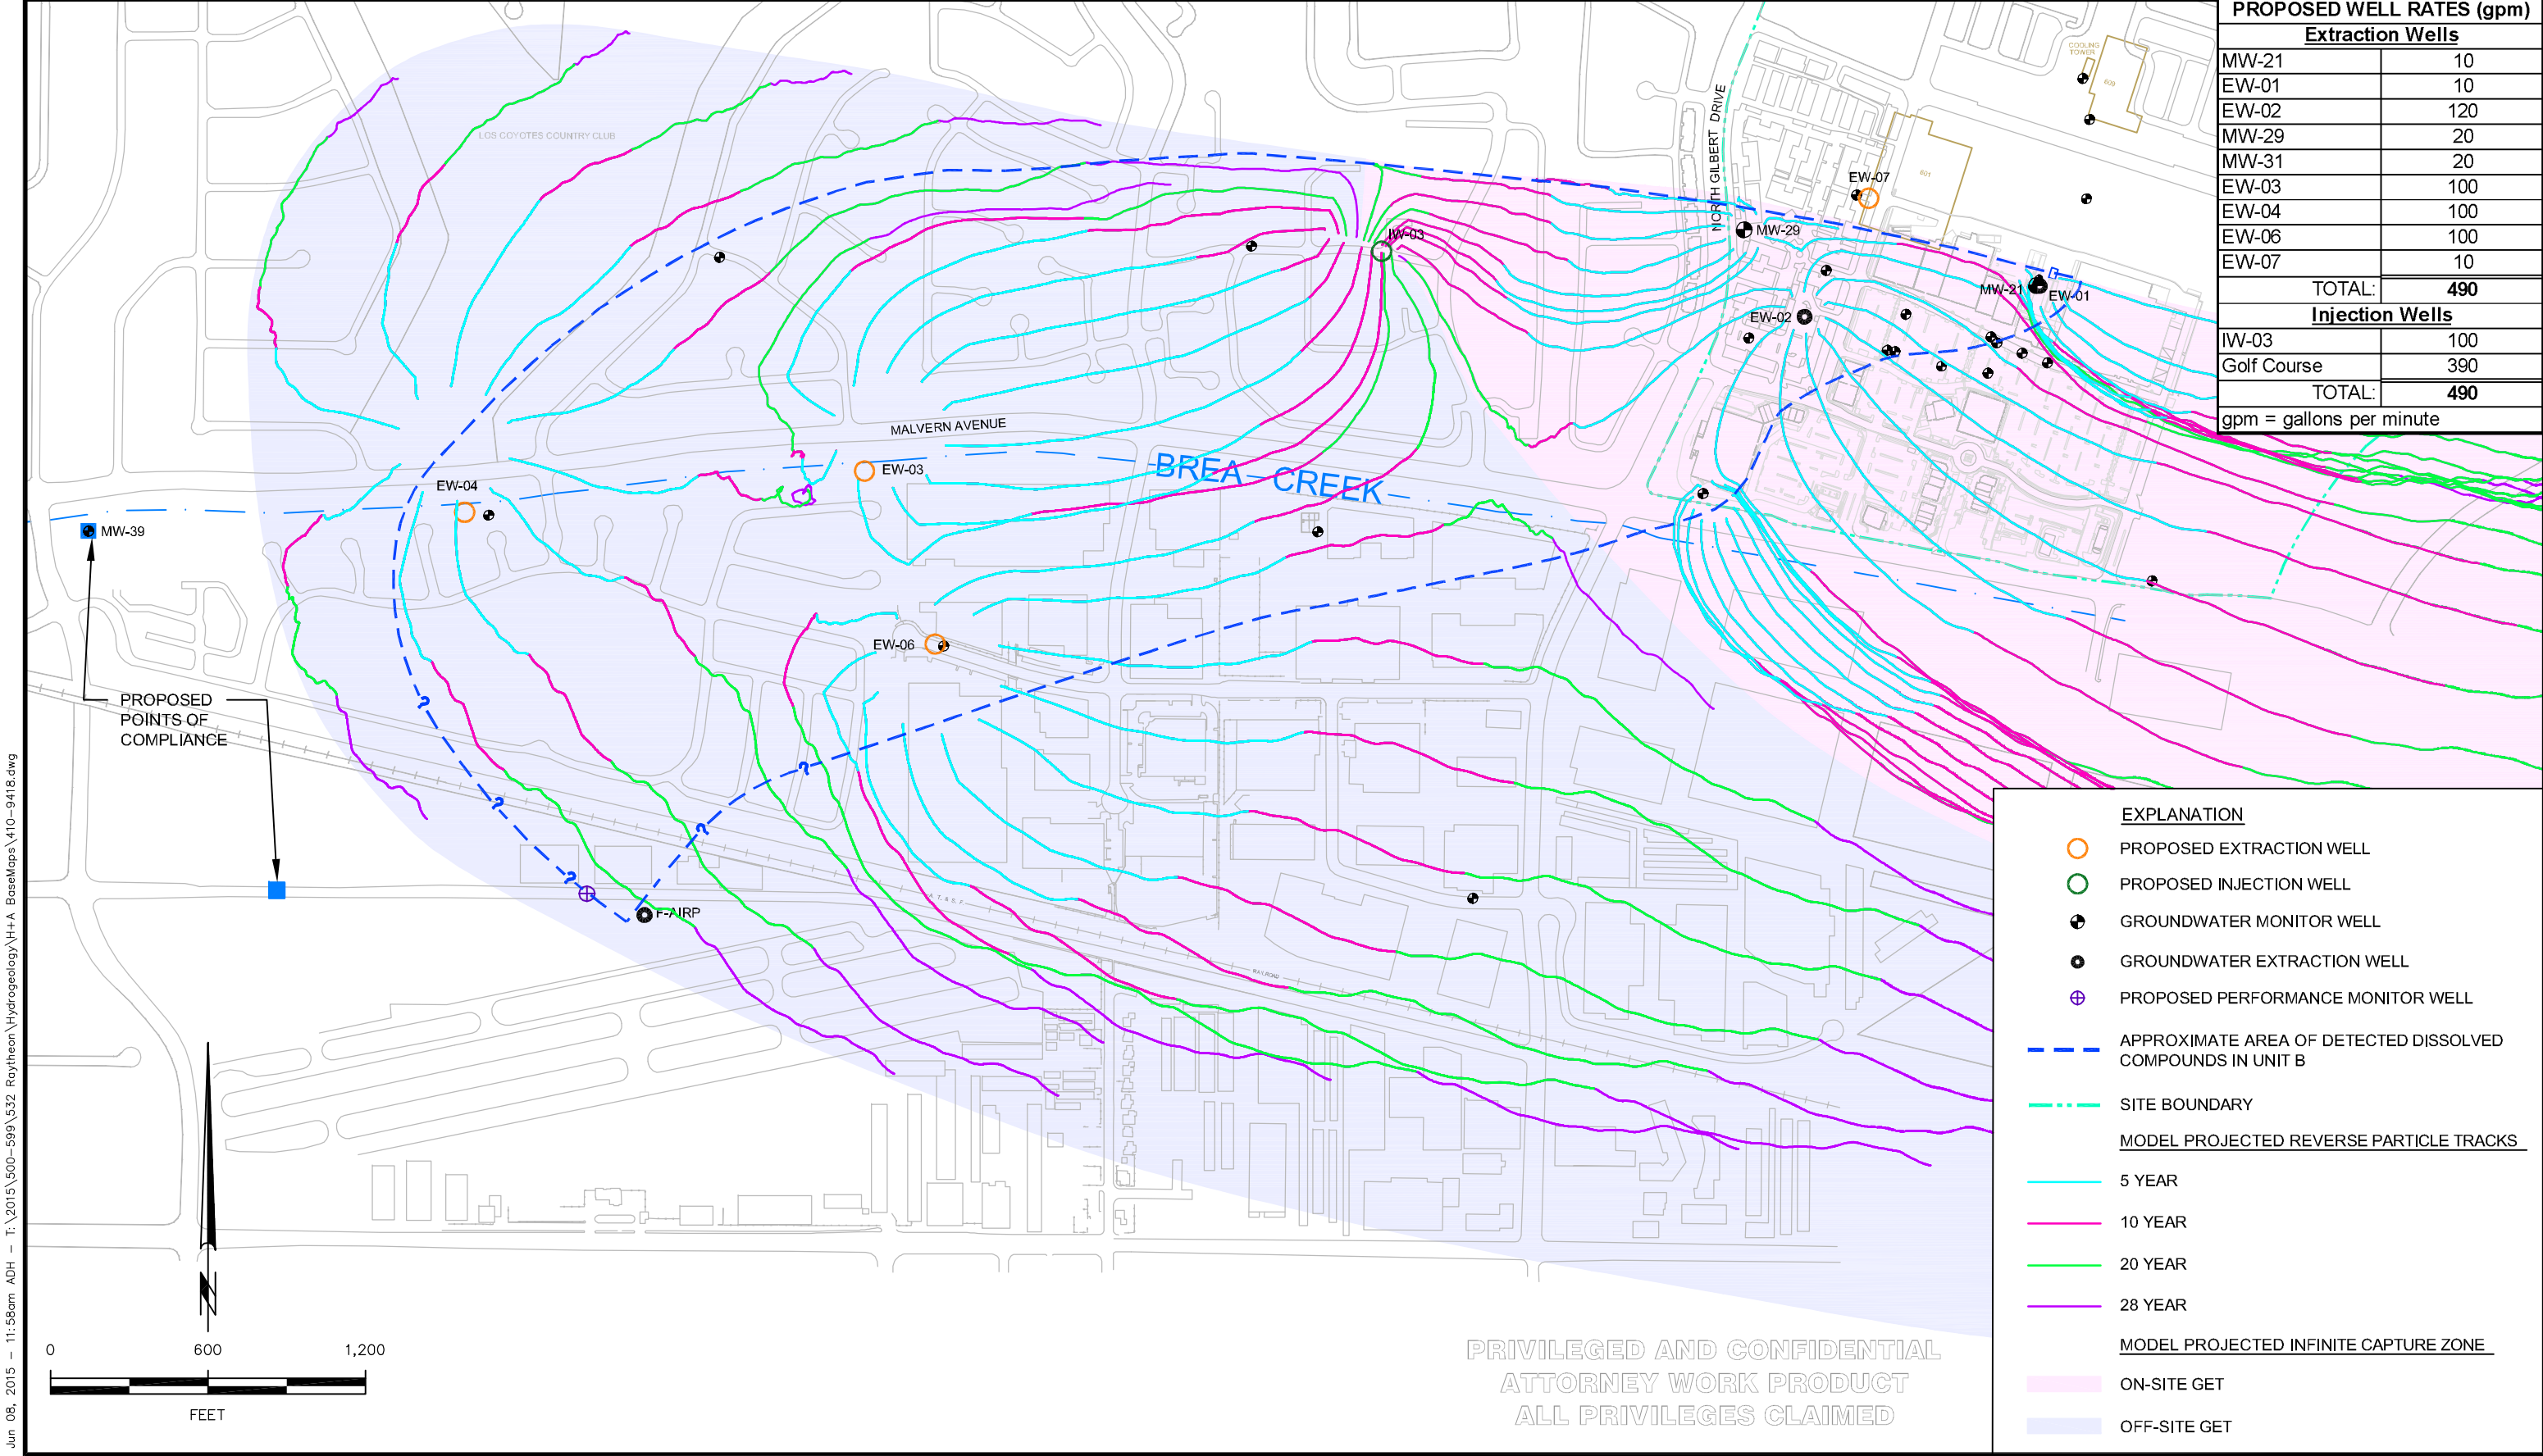 PROPOSED WELL RATES (gpm)
Extraction Wells
MW-21 10
EW-01 10
EW-02 120
MW-29 20
MW-31 20
EW-03 100
EW-04 100
EW-06 100
EW-07 10
TOTAL: 490
Injection Wells
IW-03 100
Golf Course 390
TOTAL: 490
gpm = gallons per minute
COOLING
TOWER
609
601
LOS COYOTES COUNTRY CLUB
NORTH GILBERT DRIVE
EW-07
MW-29
IW-03
MW-21
EW-01
EW-02
MALVERN AVENUE
BREA CREEK
EW-03
EW-04
MW-39
EW-06
PROPOSED
POINTS OF
COMPLIANCE
?
?
?
?
?
F-AIRP
A. T. & S. F.
RAILROAD
EXPLANATION
PROPOSED EXTRACTION WELL
PROPOSED INJECTION WELL
GROUNDWATER MONITOR WELL
GROUNDWATER EXTRACTION WELL
PROPOSED PERFORMANCE MONITOR WELL
APPROXIMATE AREA OF DETECTED DISSOLVED
COMPOUNDS IN UNIT B
SITE BOUNDARY
MODEL PROJECTED REVERSE PARTICLE TRACKS
5 YEAR
10 YEAR
20 YEAR
28 YEAR
MODEL PROJECTED INFINITE CAPTURE ZONE
ON-SITE GET
OFF-SITE GET
N
0 600 1,200
FEET
PRIVILEGED AND CONFIDENTIAL
ATTORNEY WORK PRODUCT
ALL PRIVILEGES CLAIMED
Jun 08, 2015 - 11:58am ADH - T:\2015\500-599\532 Raytheon\Hydrogeology\H+A BaseMaps\410-9418.dwg